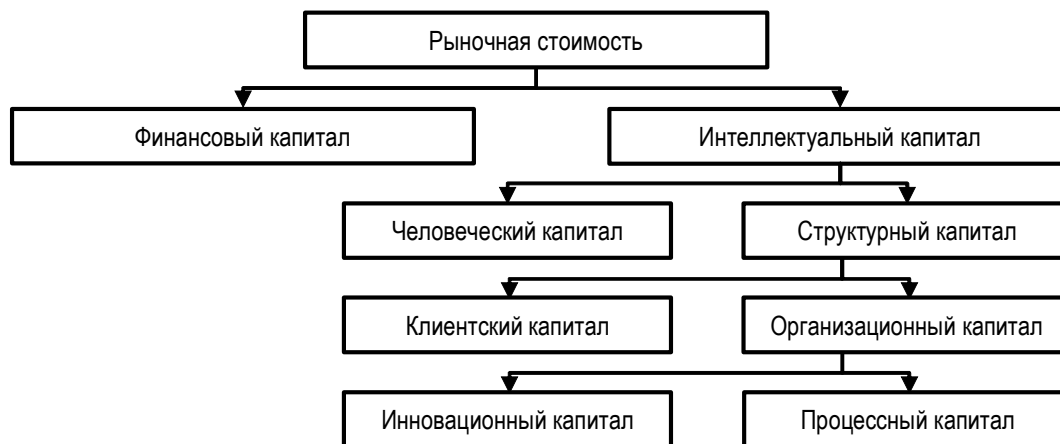 Рыночная стоимость
Финансовый капитал
Интеллектуальный капитал
Человеческий капитал
Структурный капитал
Клиентский капитал
Организационный капитал
Инновационный капитал
Процессный капитал